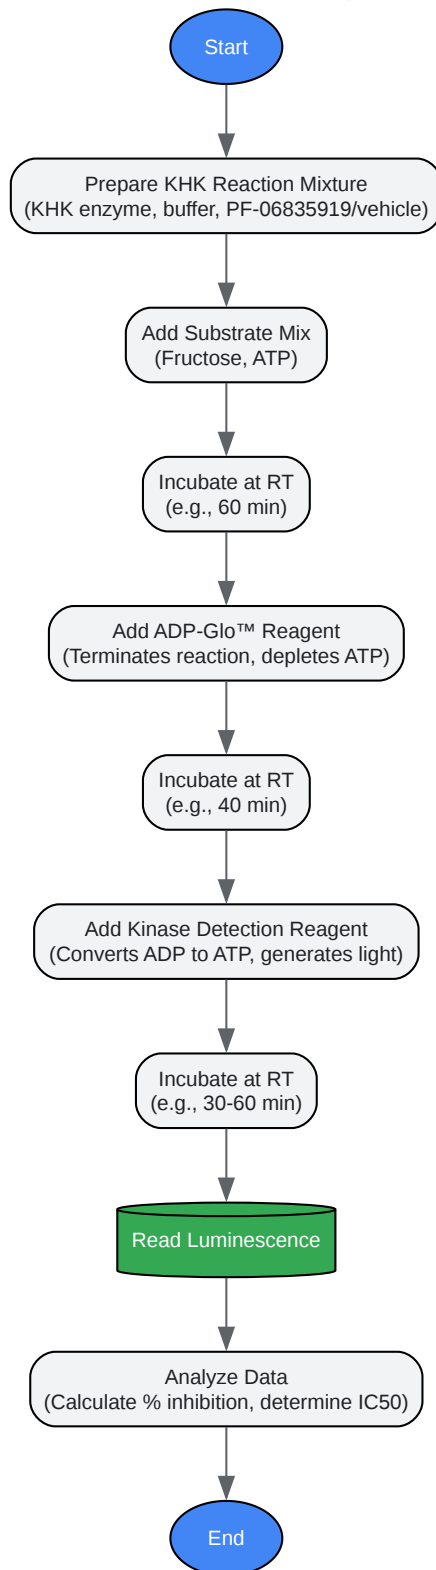 Start
Prepare KHK Reaction Mixture
(KHK enzyme, buffer, PF-06835919/vehicle)
Add Substrate Mix
(Fructose, ATP)
Incubate at RT
(e.g., 60 min)
Add ADP-Glo™ Reagent
(Terminates reaction, depletes ATP)
Incubate at RT
(e.g., 40 min)
Add Kinase Detection Reagent
(Converts ADP to ATP, generates light)
Incubate at RT
(e.g., 30-60 min)
Read Luminescence
Analyze Data
(Calculate % inhibition, determine IC50)
End